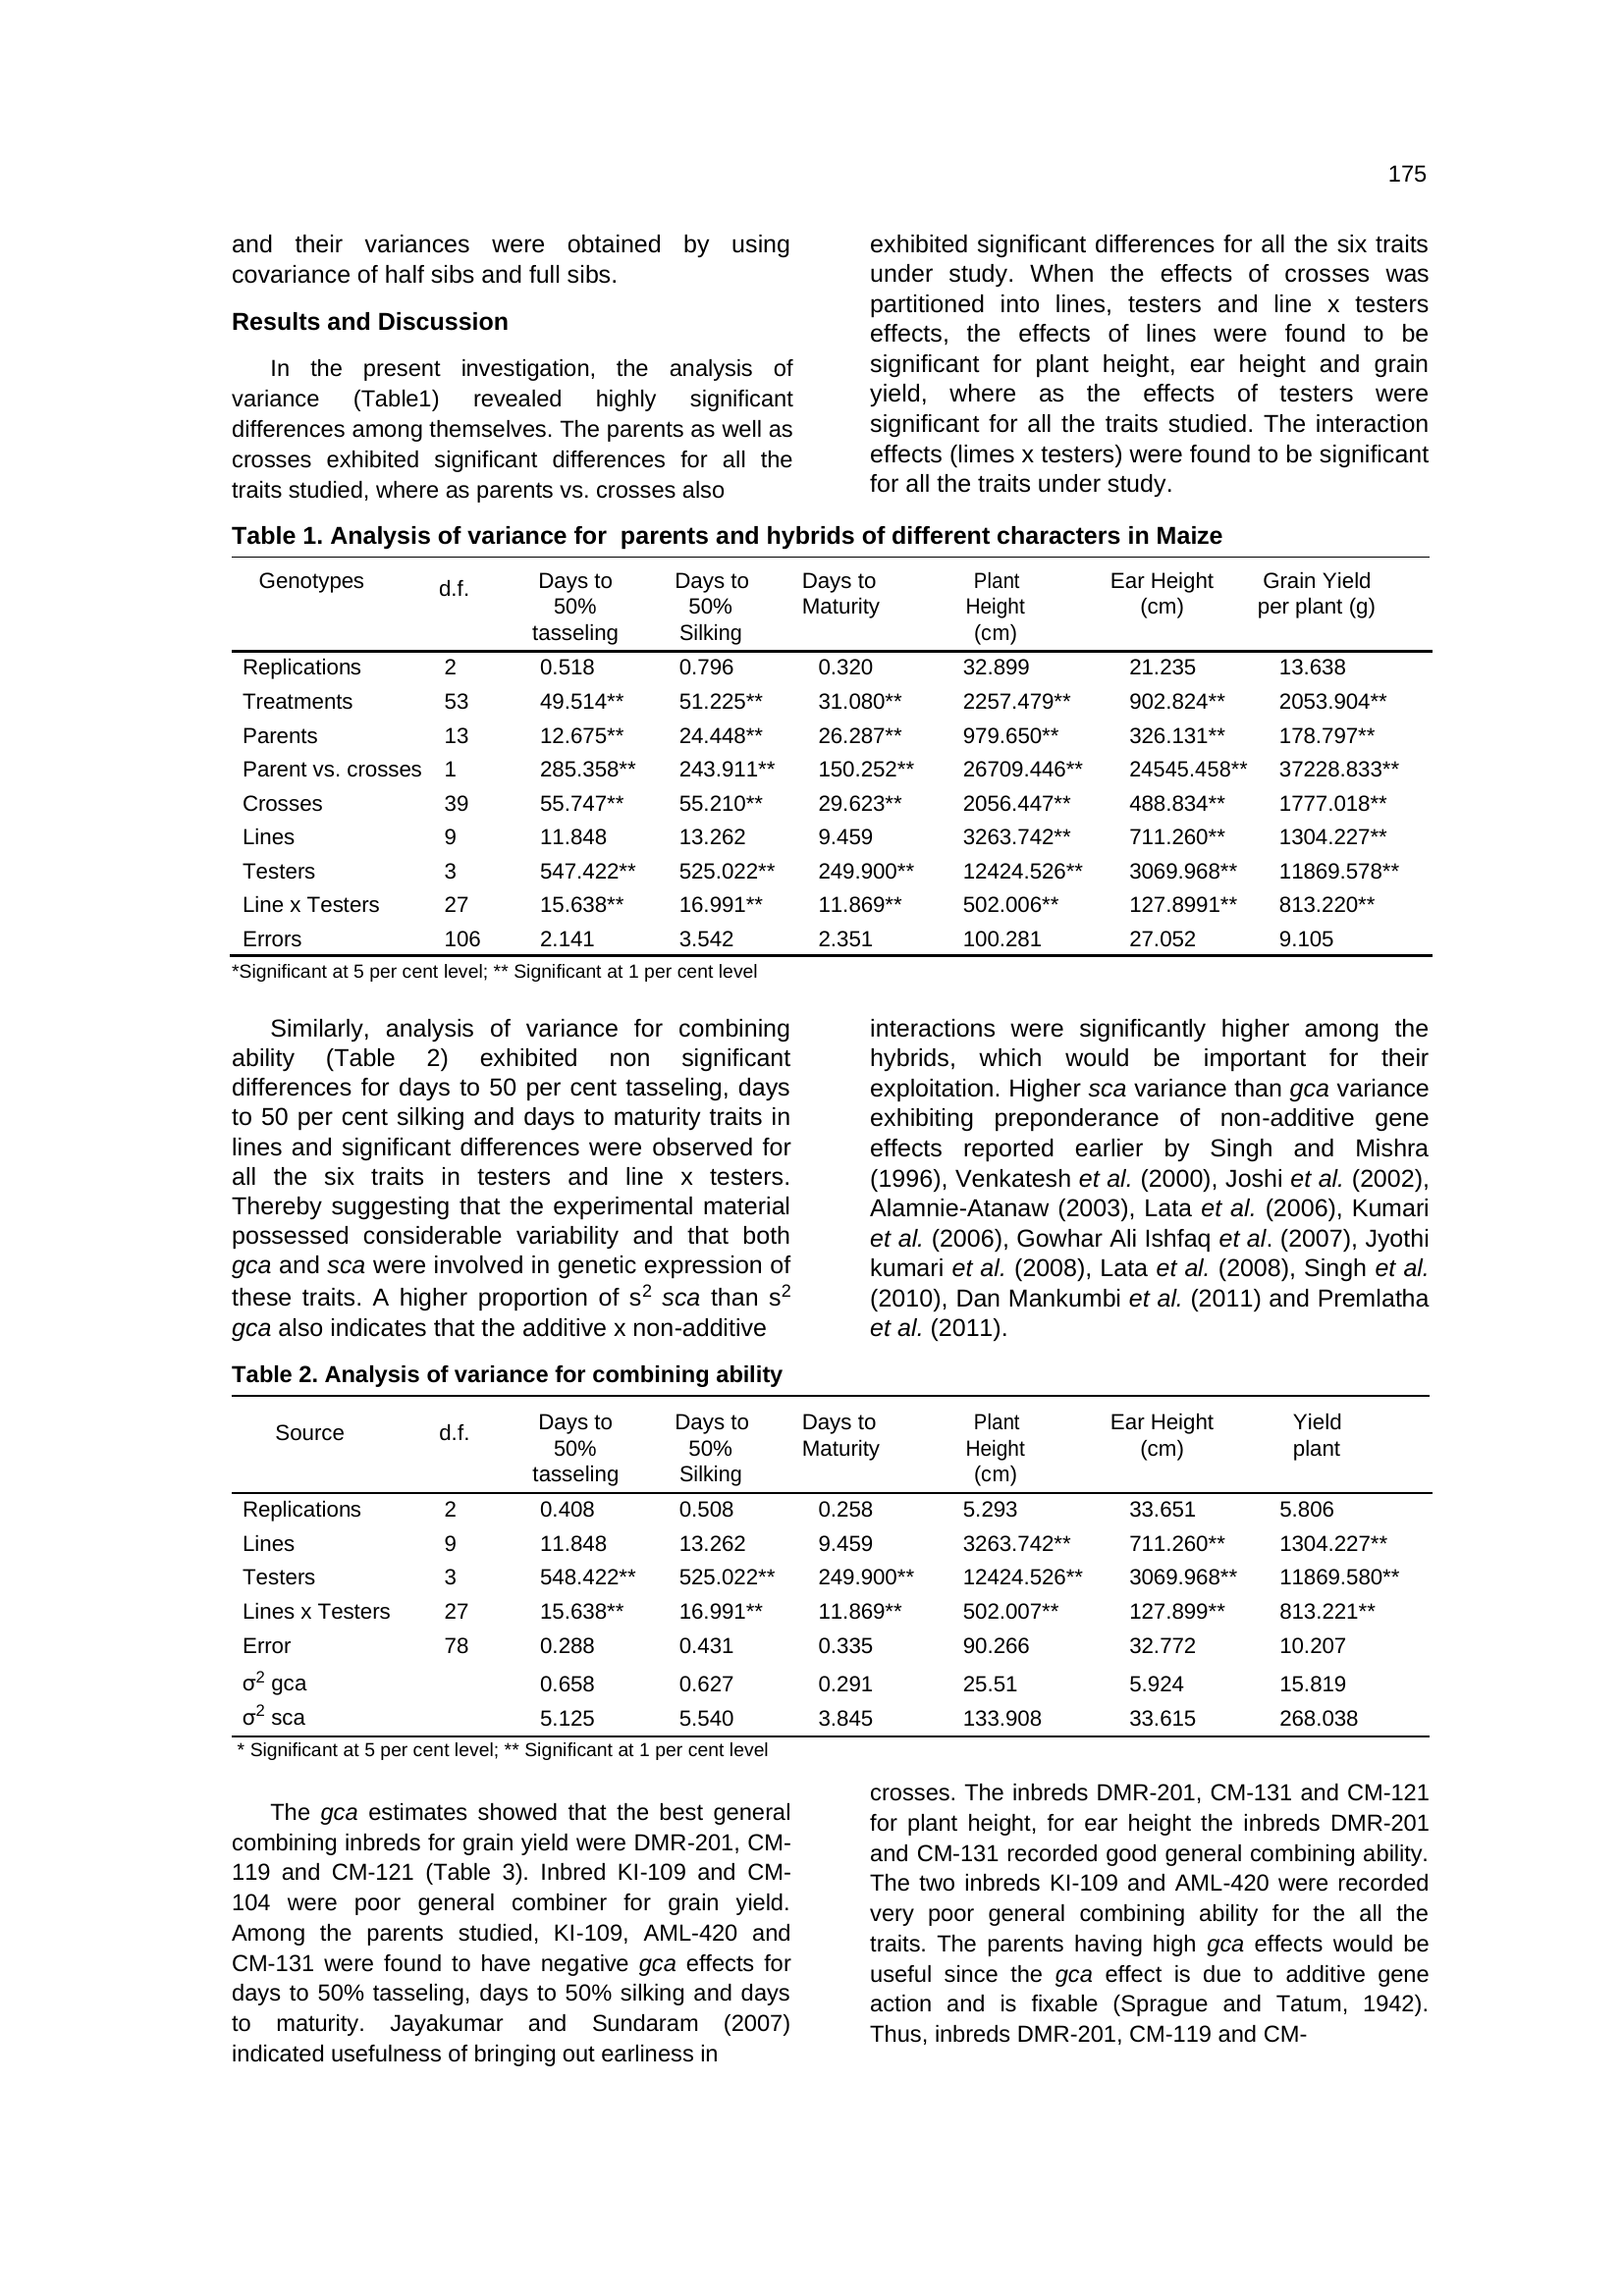 175
and their variances were obtained by using
covariance of half sibs and full sibs.
Results and Discussion
In the present investigation, the analysis of
variance (Table1) revealed highly significant
differences among themselves. The parents as well as
crosses exhibited significant differences for all the
traits studied, where as parents vs. crosses also
exhibited significant differences for all the six traits
under study. When the effects of crosses was
partitioned into lines, testers and line x testers
effects, the effects of lines were found to be
significant for plant height, ear height and grain
yield, where as the effects of testers were
significant for all the traits studied. The interaction
effects (limes x testers) were found to be significant
for all the traits under study.
Table 1. Analysis of variance for parents and hybrids of different characters in Maize
Genotypes d.f. Days to Days to Days to Plant Ear Height Grain Yield
50% 50% Maturity Height (cm) per plant (g)
tasseling Silking (cm)
Replications 2 0.518 0.796 0.320 32.899 21.235 13.638
Treatments 53 49.514** 51.225** 31.080** 2257.479** 902.824** 2053.904**
Parents 13 12.675** 24.448** 26.287** 979.650** 326.131** 178.797**
Parent vs. crosses 1 285.358** 243.911** 150.252** 26709.446** 24545.458** 37228.833**
Crosses 39 55.747** 55.210** 29.623** 2056.447** 488.834** 1777.018**
Lines 9 11.848 13.262 9.459 3263.742** 711.260** 1304.227**
Testers 3 547.422** 525.022** 249.900** 12424.526** 3069.968** 11869.578**
Line x Testers 27 15.638** 16.991** 11.869** 502.006** 127.8991** 813.220**
Errors 106 2.141 3.542 2.351 100.281 27.052 9.105
*Significant at 5 per cent level; ** Significant at 1 per cent level
Similarly, analysis of variance for combining
ability (Table 2) exhibited non significant
differences for days to 50 per cent tasseling, days
to 50 per cent silking and days to maturity traits in
lines and significant differences were observed for
all the six traits in testers and line x testers.
Thereby suggesting that the experimental material
possessed considerable variability and that both
gca and sca were involved in genetic expression of
these traits. A higher proportion of s² sca than s²
gca also indicates that the additive x non-additive
interactions were significantly higher among the
hybrids, which would be important for their
exploitation. Higher sca variance than gca variance
exhibiting preponderance of non-additive gene
effects reported earlier by Singh and Mishra
(1996), Venkatesh et al. (2000), Joshi et al. (2002),
Alamnie-Atanaw (2003), Lata et al. (2006), Kumari
et al. (2006), Gowhar Ali Ishfaq et al. (2007), Jyothi
kumari et al. (2008), Lata et al. (2008), Singh et al.
(2010), Dan Mankumbi et al. (2011) and Premlatha
et al. (2011).
Table 2. Analysis of variance for combining ability
Source d.f. Days to Days to Days to Plant Ear Height Yield
50% 50% Maturity Height (cm) plant
tasseling Silking (cm)
Replications 2 0.408 0.508 0.258 5.293 33.651 5.806
Lines 9 11.848 13.262 9.459 3263.742** 711.260** 1304.227**
Testers 3 548.422** 525.022** 249.900** 12424.526** 3069.968** 11869.580**
Lines x Testers 27 15.638** 16.991** 11.869** 502.007** 127.899** 813.221**
Error 78 0.288 0.431 0.335 90.266 32.772 10.207
σ² gca 0.658 0.627 0.291 25.51 5.924 15.819
σ² sca 5.125 5.540 3.845 133.908 33.615 268.038
* Significant at 5 per cent level; ** Significant at 1 per cent level
The gca estimates showed that the best general
combining inbreds for grain yield were DMR-201, CM-
119 and CM-121 (Table 3). Inbred KI-109 and CM-
104 were poor general combiner for grain yield.
Among the parents studied, KI-109, AML-420 and
CM-131 were found to have negative gca effects for
days to 50% tasseling, days to 50% silking and days
to maturity. Jayakumar and Sundaram (2007)
indicated usefulness of bringing out earliness in
crosses. The inbreds DMR-201, CM-131 and CM-121
for plant height, for ear height the inbreds DMR-201
and CM-131 recorded good general combining ability.
The two inbreds KI-109 and AML-420 were recorded
very poor general combining ability for the all the
traits. The parents having high gca effects would be
useful since the gca effect is due to additive gene
action and is fixable (Sprague and Tatum, 1942).
Thus, inbreds DMR-201, CM-119 and CM-